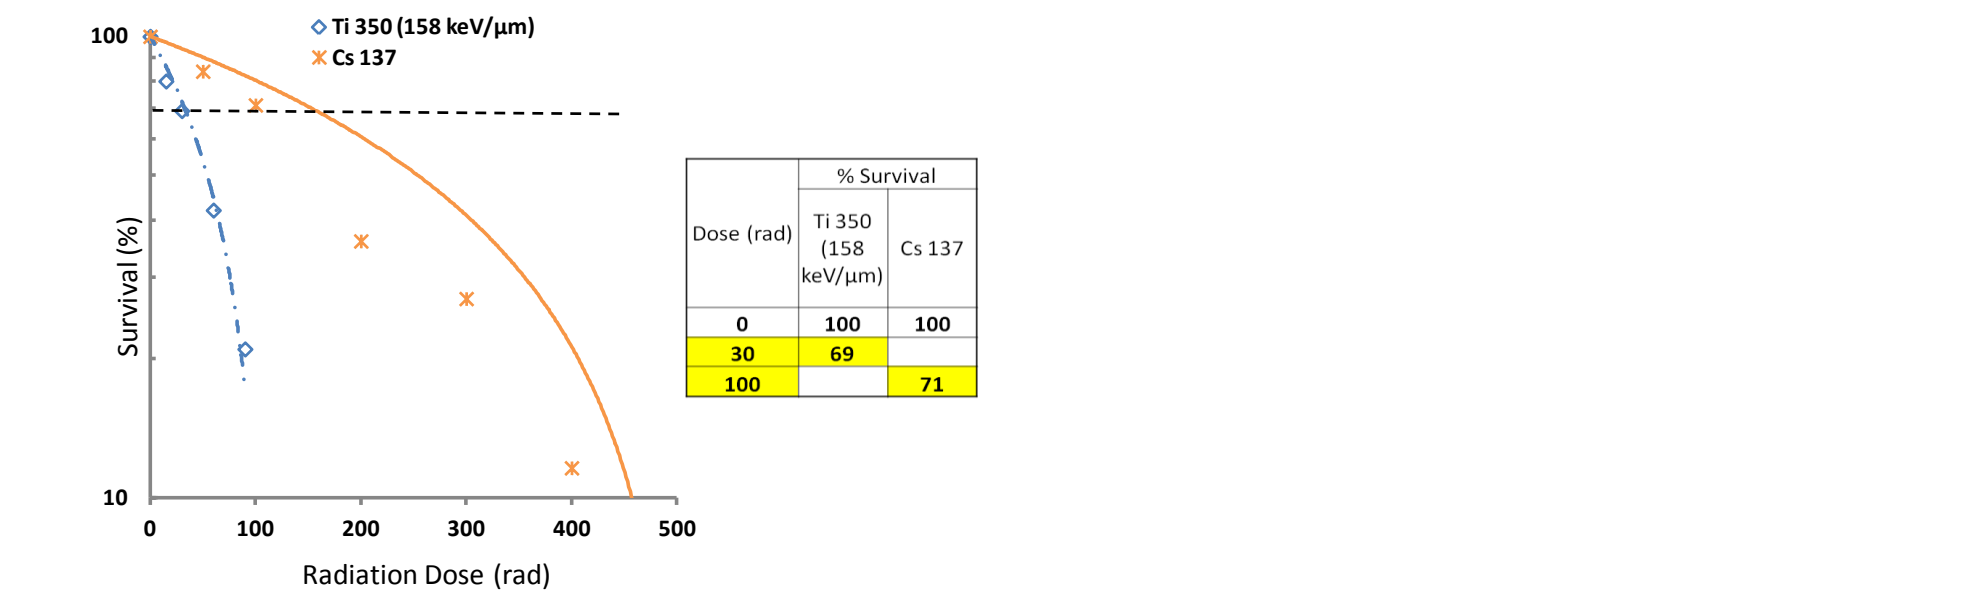 Ti 350 (158 keV/µm)
Cs 137
100
10
Survival (%)
0 100 200 300 400 500
Radiation Dose (rad)
% Survival
Dose (rad)
Ti 350
(158
keV/µm)
Cs 137
0 100 100
30 69
100 71